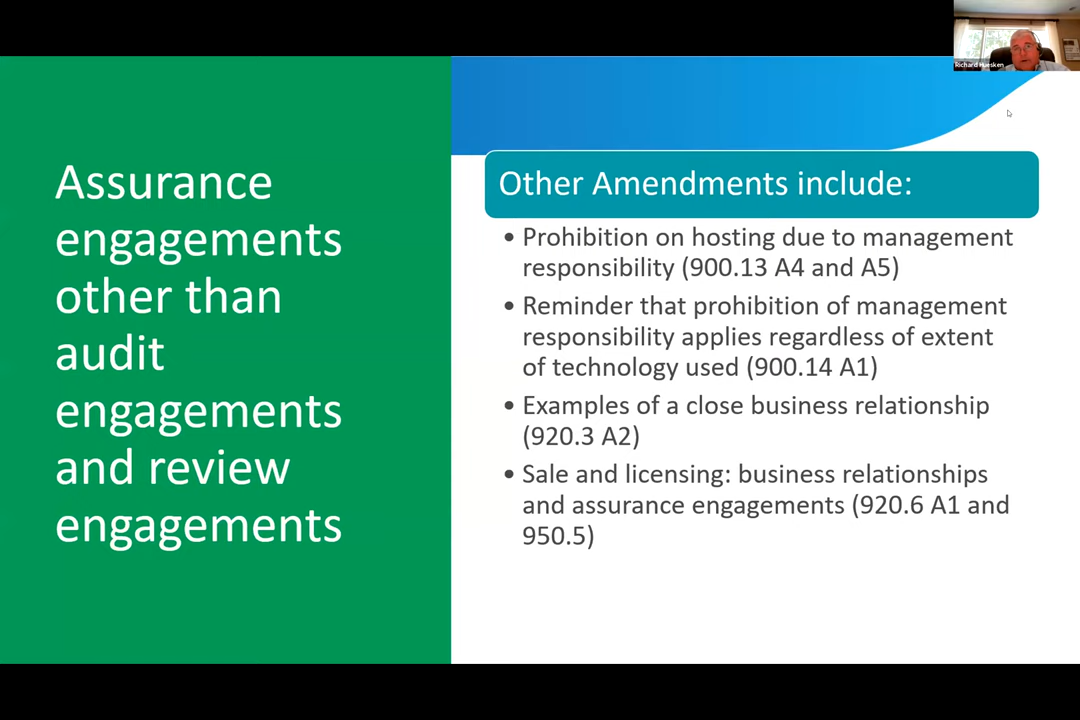 Richard Huesken
Assurance
engagements
other than
audit
engagements
and review
engagements
Other Amendments include:
• Prohibition on hosting due to management
responsibility (900.13 A4 and A5)
• Reminder that prohibition of management
responsibility applies regardless of extent
of technology used (900.14 A1)
• Examples of a close business relationship
(920.3 A2)
• Sale and licensing: business relationships
and assurance engagements (920.6 A1 and
950.5)